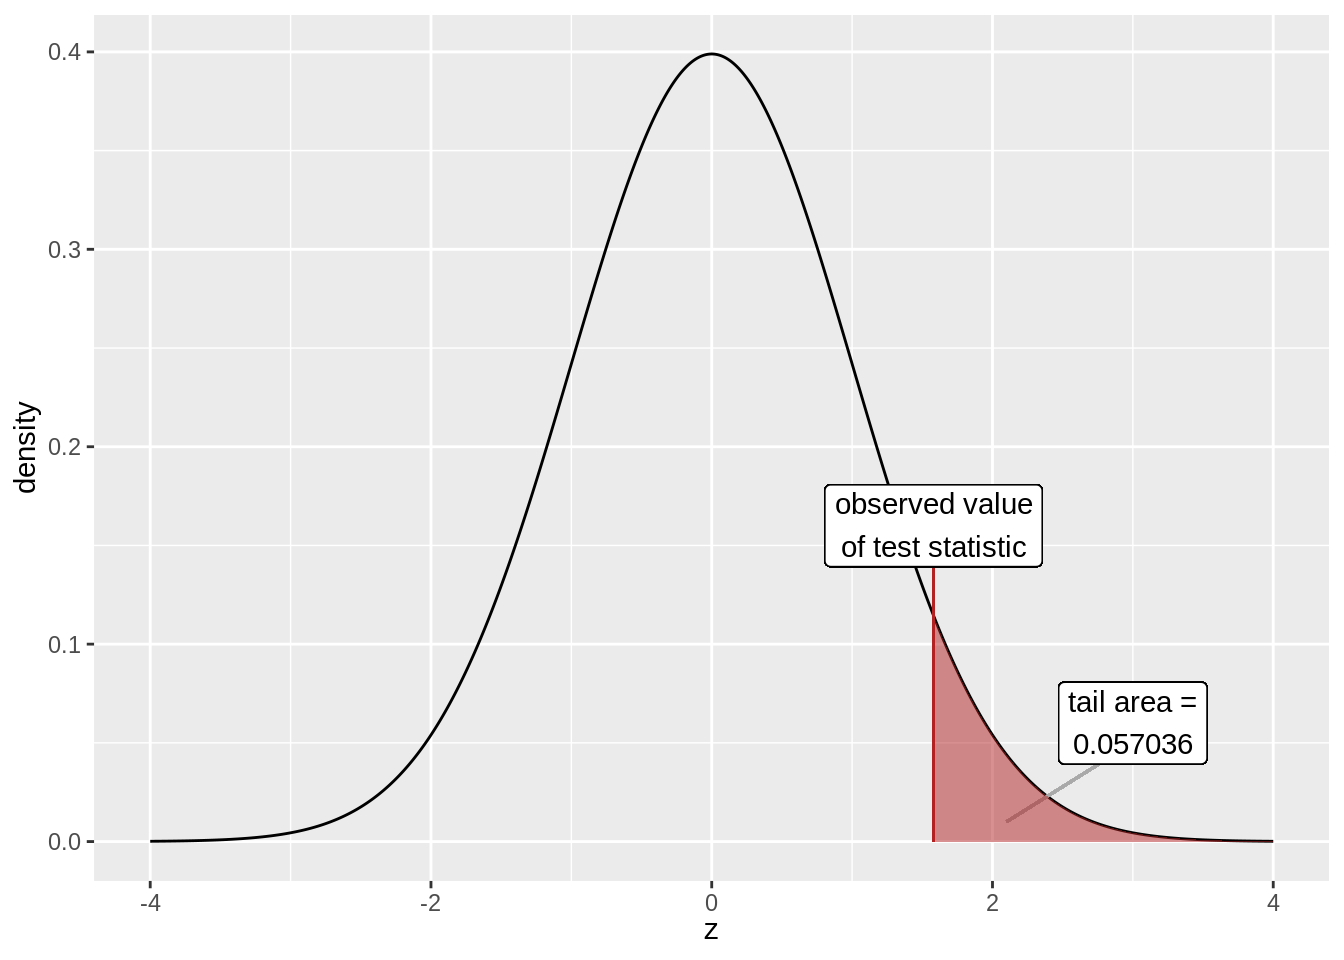 0.4
0.3
0.2
0.1
0.0
density
observed value
of test statistic
tail area =
0.057036
-4
-2
0
2
4
z